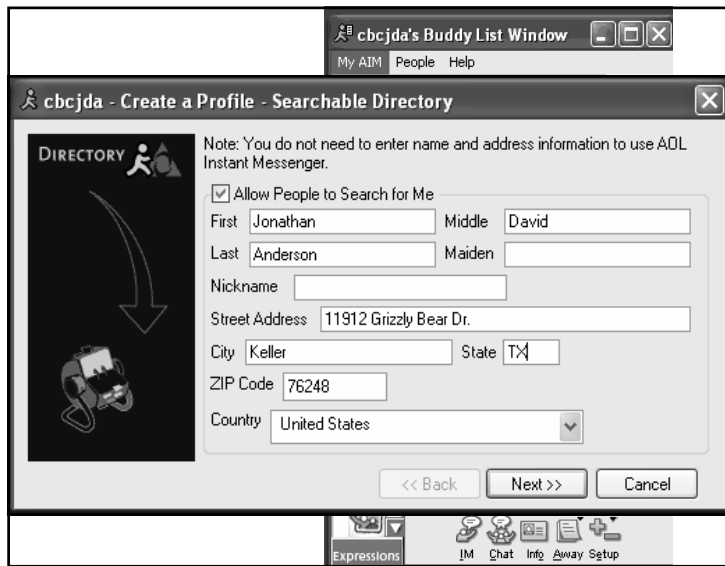 cbcjda's Buddy List Window
My AIM People Help
cbcjda - Create a Profile - Searchable Directory
DIRECTORY
Note: You do not need to enter name and address information to use AOL
Instant Messenger.
Allow People to Search for Me
First Jonathan Middle David
Last Anderson Maiden
Nickname
Street Address 11912 Grizzly Bear Dr.
City Keller State TX
ZIP Code 76248
Country United States
<< Back Next >> Cancel
Expressions IM Chat Info Away Setup